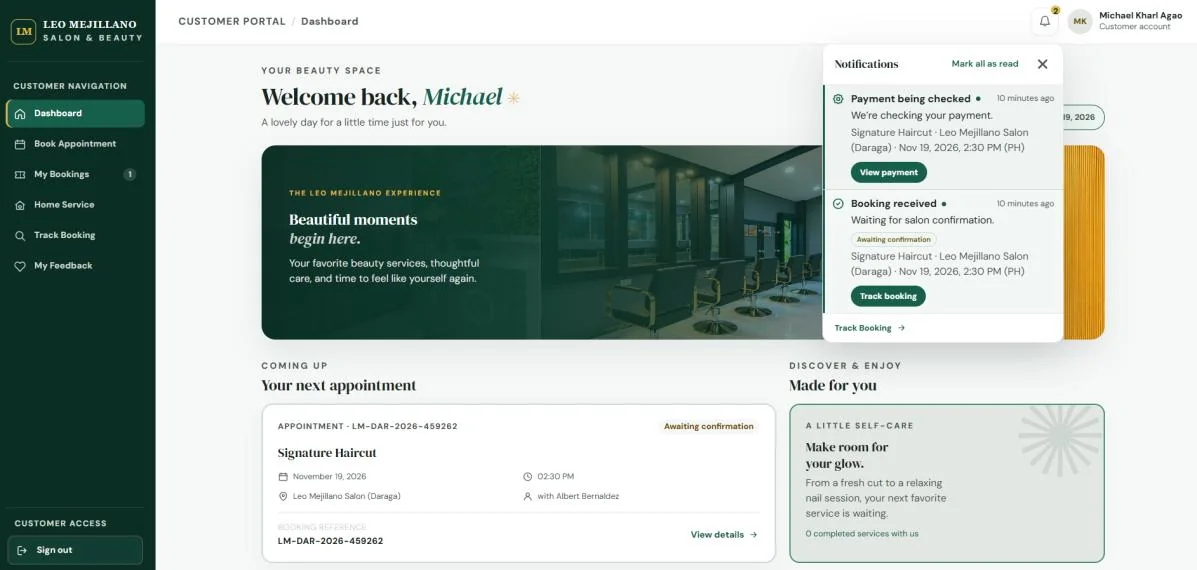 LM
LEO MEJILLANO
SALON & BEAUTY
CUSTOMER NAVIGATION
Dashboard
Book Appointment
My Bookings 1
Home Service
Track Booking
My Feedback
CUSTOMER ACCESS
Sign out
CUSTOMER PORTAL / Dashboard
2
MK
Michael Kharl Agao
Customer account
YOUR BEAUTY SPACE
Welcome back, Michael
A lovely day for a little time just for you.
19, 2026
THE LEO MEJILLANO EXPERIENCE
Beautiful moments
begin here.
Your favorite beauty services, thoughtful
care, and time to feel like yourself again.
Notifications Mark all as read
Payment being checked 10 minutes ago
We're checking your payment.
Signature Haircut · Leo Mejillano Salon
(Daraga) · Nov 19, 2026, 2:30 PM (PH)
View payment
Booking received 10 minutes ago
Waiting for salon confirmation.
Awaiting confirmation
Signature Haircut · Leo Mejillano Salon
(Daraga) · Nov 19, 2026, 2:30 PM (PH)
Track booking
Track Booking →
COMING UP
Your next appointment
APPOINTMENT · LM-DAR-2026-459262 Awaiting confirmation
Signature Haircut
November 19, 2026 02:30 PM
Leo Mejillano Salon (Daraga) with Albert Bernaldez
BOOKING REFERENCE
LM-DAR-2026-459262
View details →
DISCOVER & ENJOY
Made for you
A LITTLE SELF-CARE
Make room for
your glow.
From a fresh cut to a relaxing
nail session, your next favorite
service is waiting.
0 completed services with us